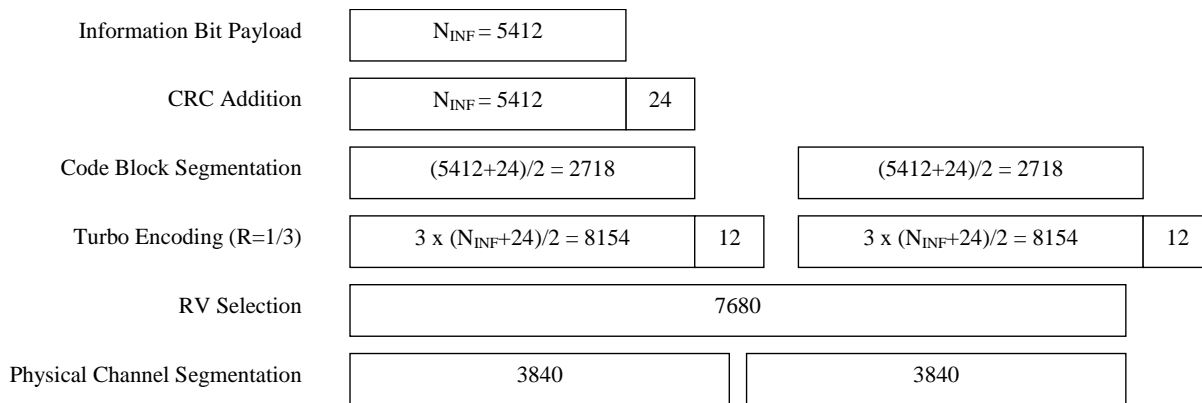 Information Bit Payload N_INF = 5412
CRC Addition N_INF = 5412 24
Code Block Segmentation (5412+24)/2 = 2718 (5412+24)/2 = 2718
Turbo Encoding (R=1/3) 3 x (N_INF+24)/2 = 8154 12 3 x (N_INF+24)/2 = 8154 12
RV Selection 7680
Physical Channel Segmentation 3840 3840